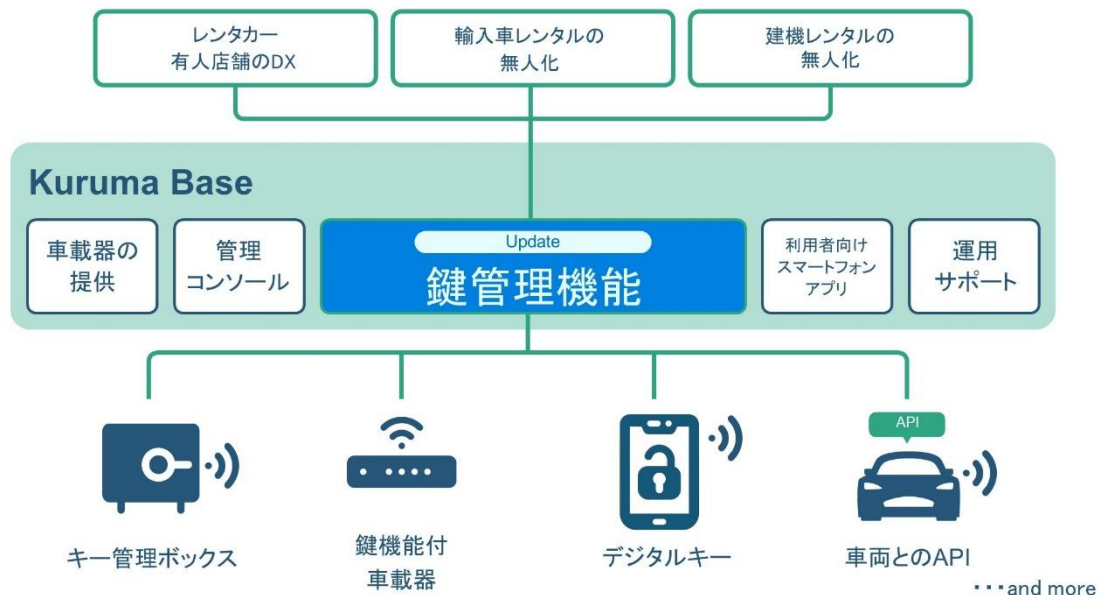 レンタカー
有人店舗のDX
輸入車レンタルの
無人化
建機レンタルの
無人化
Kuruma Base
車載器の
提供
管理
コンソール
Update
鍵管理機能
利用者向け
スマートフォン
アプリ
運用
サポート
API
キー管理ボックス
鍵機能付
車載器
デジタルキー
車両とのAPI
・・・and more